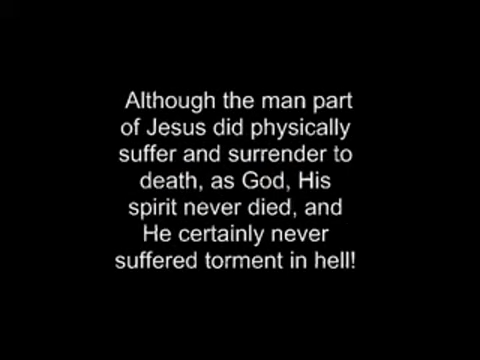 Although the man part
of Jesus did physically
suffer and surrender to
death, as God, His
spirit never died, and
He certainly never
suffered torment in hell!